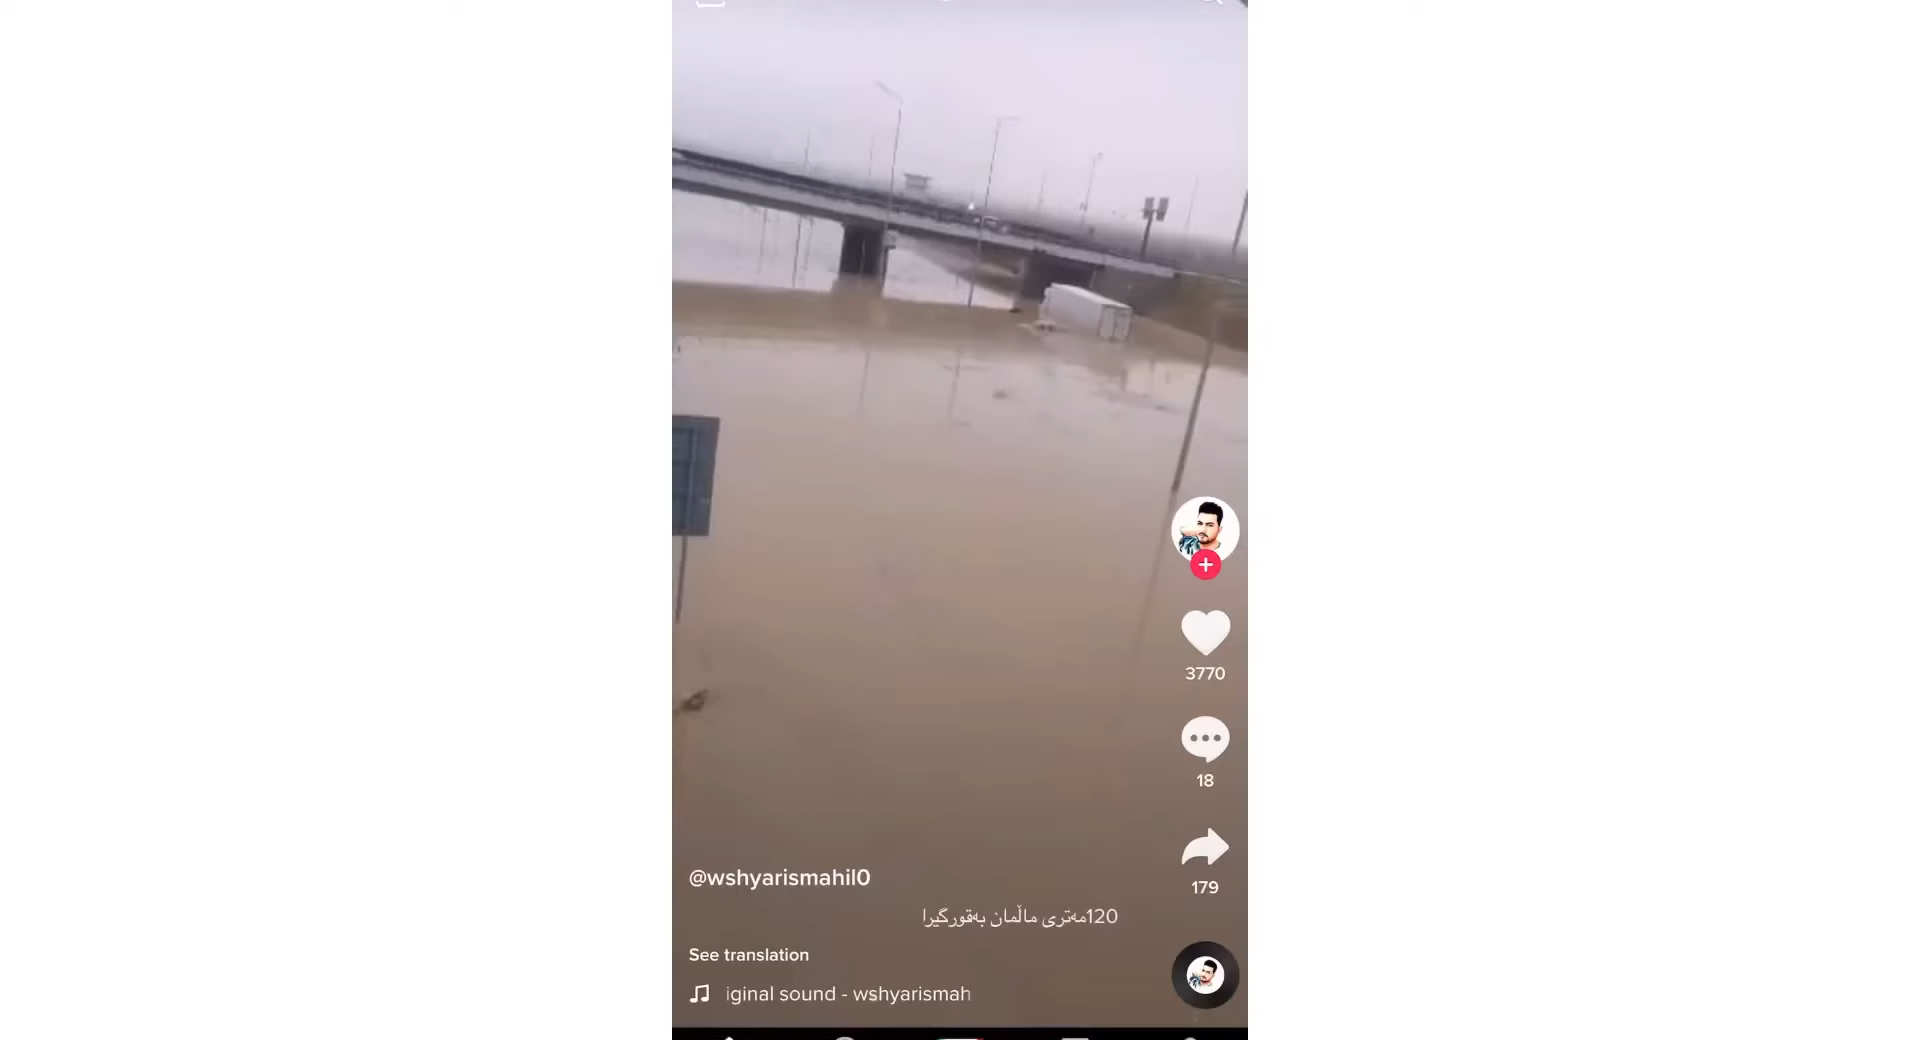 3770
18
179
@wshyarismahil0
120مەتری ماڵمان بەقورگیرا
See translation
iginal sound - wshyarismah